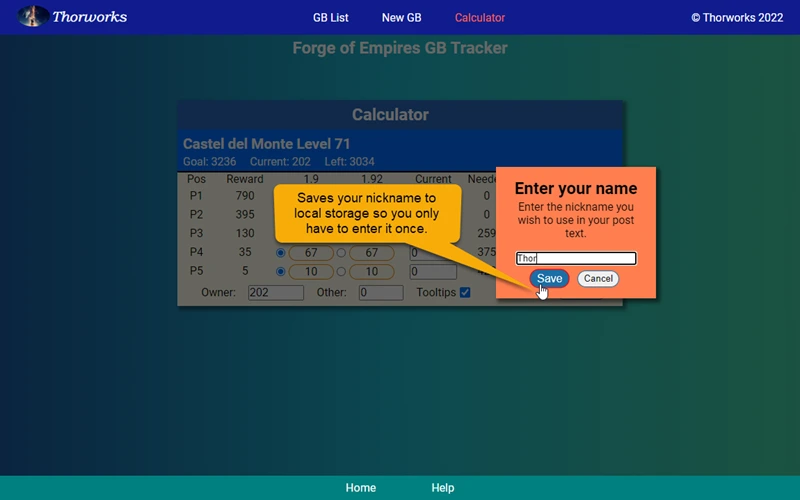 Thorworks GB List New GB Calculator © Thorworks 2022
Forge of Empires GB Tracker
Calculator
Castel del Monte Level 71
Goal: 3236 Current: 202 Left: 3034
Pos Reward 1.9 1.92 Current
P1 790 0
P2 395 0
P3 130 259
P4 35 67 67 0 375
P5 5 10 10 0
Owner: 202 Other: 0 Tooltips
Saves your nickname to
local storage so you only
have to enter it once.
Enter your name
Enter the nickname you
wish to use in your post
text.
Thor
Save Cancel
Home Help